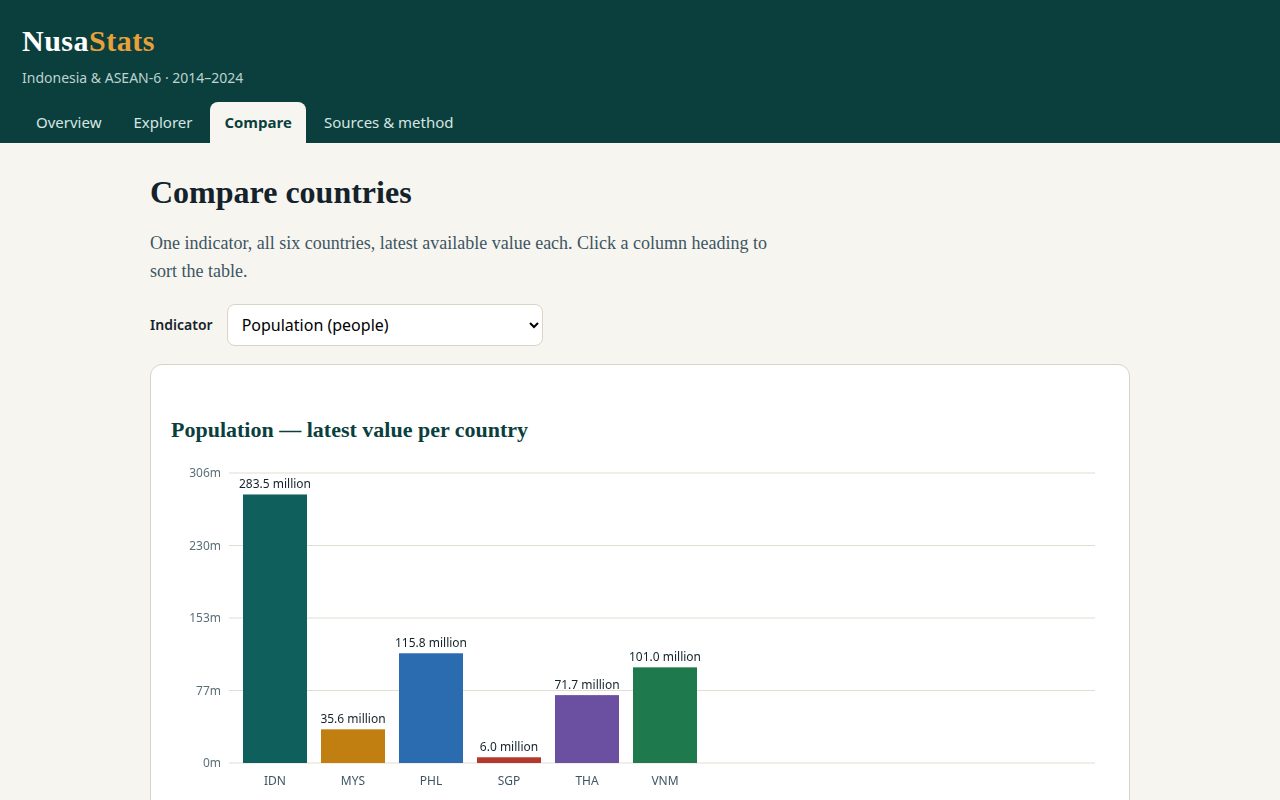 NusaStats
Indonesia & ASEAN-6 · 2014–2024
Overview Explorer Compare Sources & method
Compare countries
One indicator, all six countries, latest available value each. Click a column heading to
sort the table.
Indicator Population (people)
Population — latest value per country
306m
283.5 million
230m
153m
115.8 million
101.0 million
77m
71.7 million
35.6 million
6.0 million
0m
IDN MYS PHL SGP THA VNM